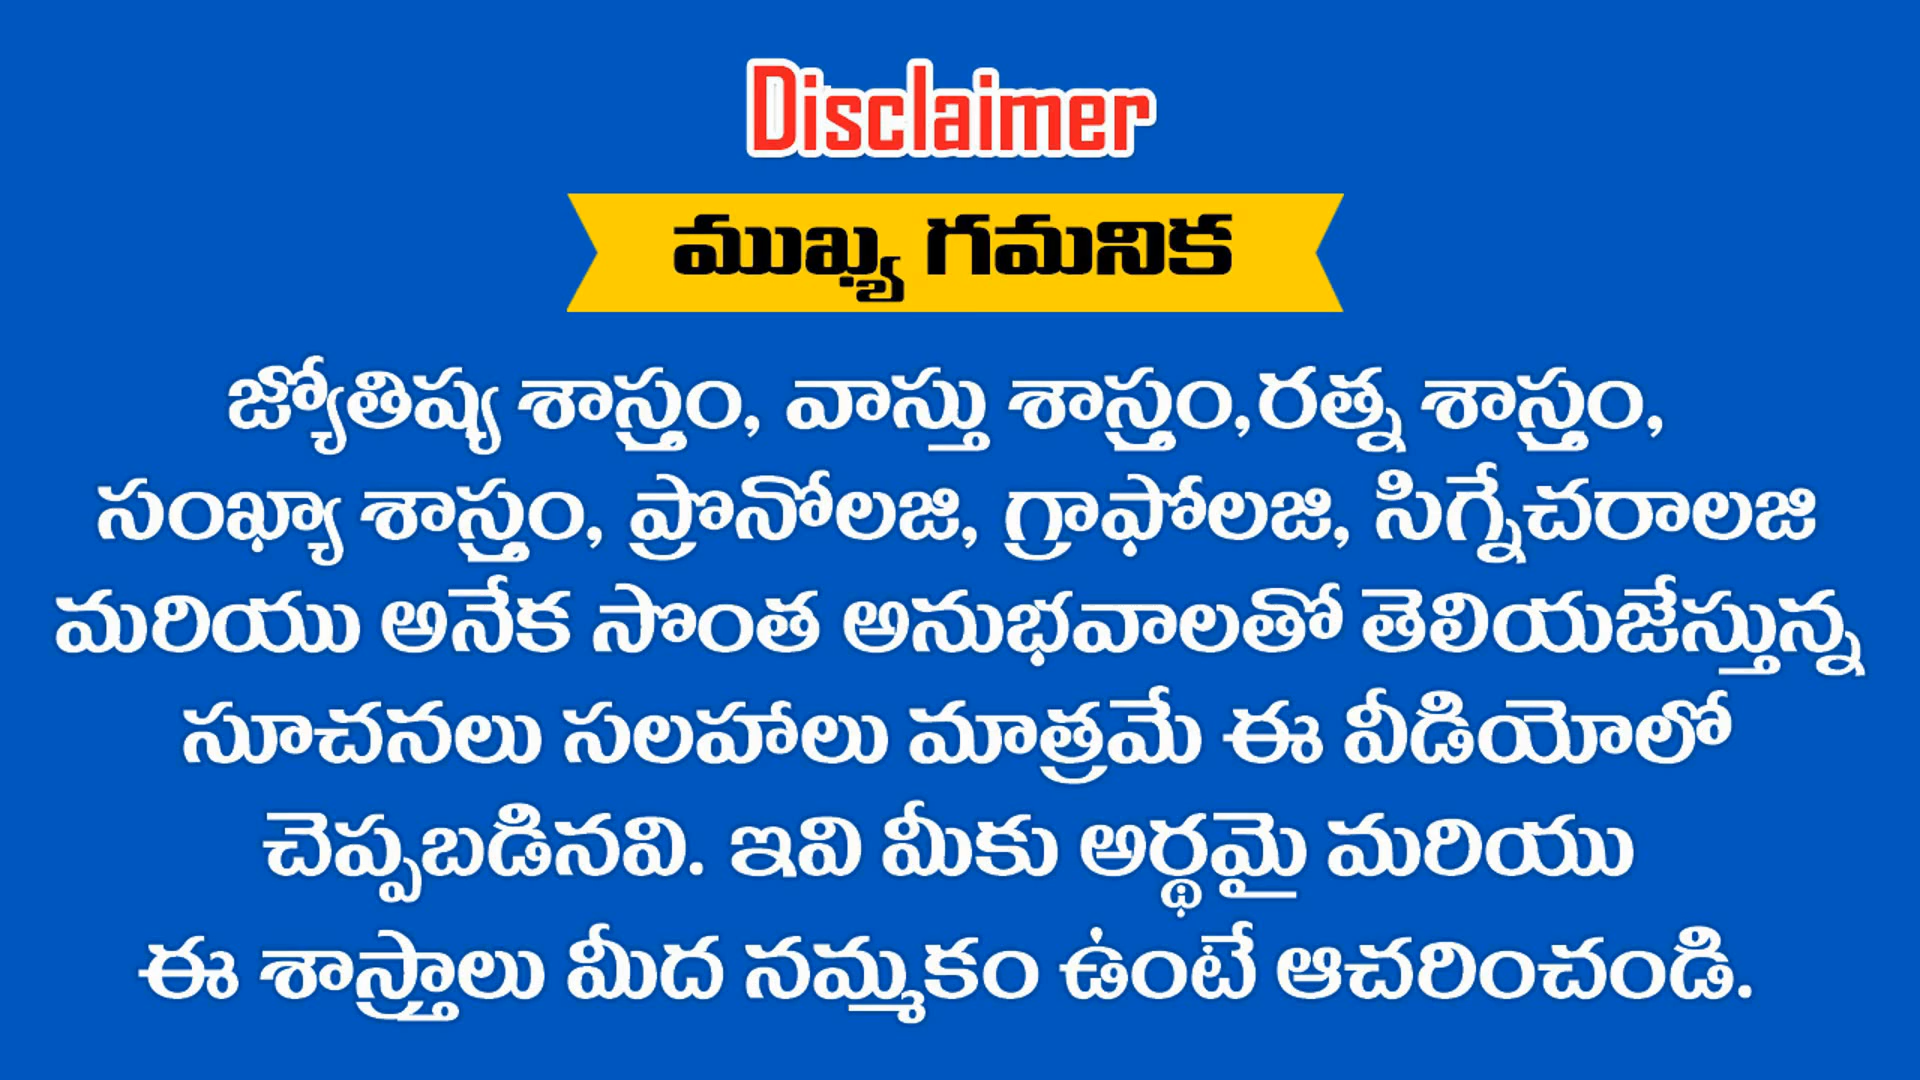 Disclaimer
ముఖ్య గమనిక
జ్యోతిష్య శాస్త్రం, వాస్తు శాస్త్రం,రత్న శాస్త్రం,
సంఖ్యా శాస్త్రం, ప్రొనోలజి, గ్రాఫోలజి, సిగ్నేచరాలజి
మరియు అనేక సొంత అనుభవాలతో తెలియజేస్తున్న
సూచనలు సలహాలు మాత్రమే ఈ వీడియోలో
చెప్పబడినవి. ఇవి మీకు అర్థమై మరియు
ఈ శాస్త్రాలు మీద నమ్మకం ఉంటే ఆచరించండి.